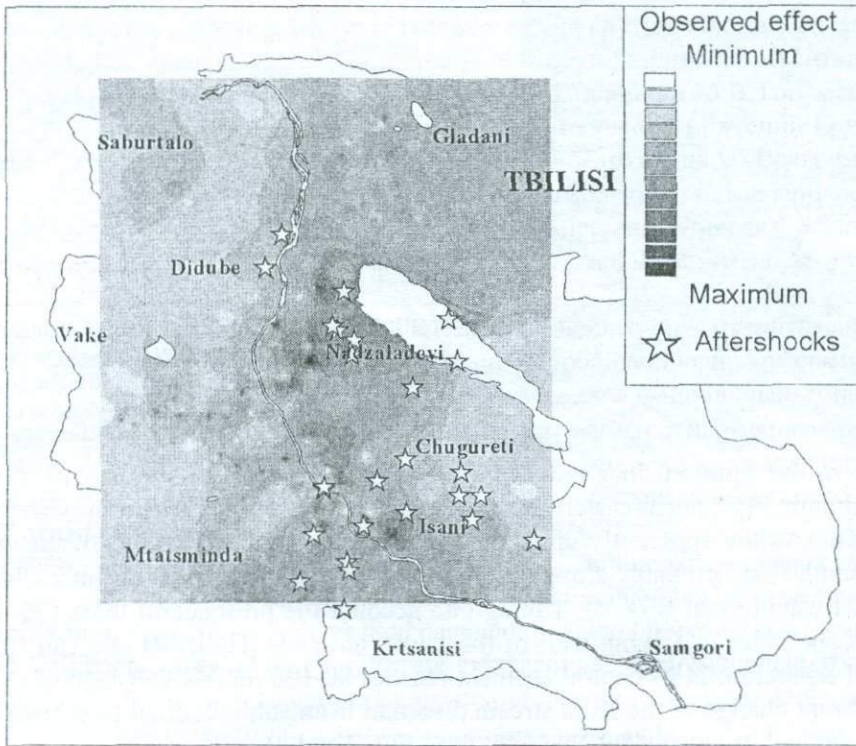 Observed effect
Minimum
Saburtalo
Gladani
TBILISI
Didube
Maximum
Vake
Nadzaladevi
Aftershocks
Chugureti
Isani
Mtatsminda
Krtsanisi
Samgori